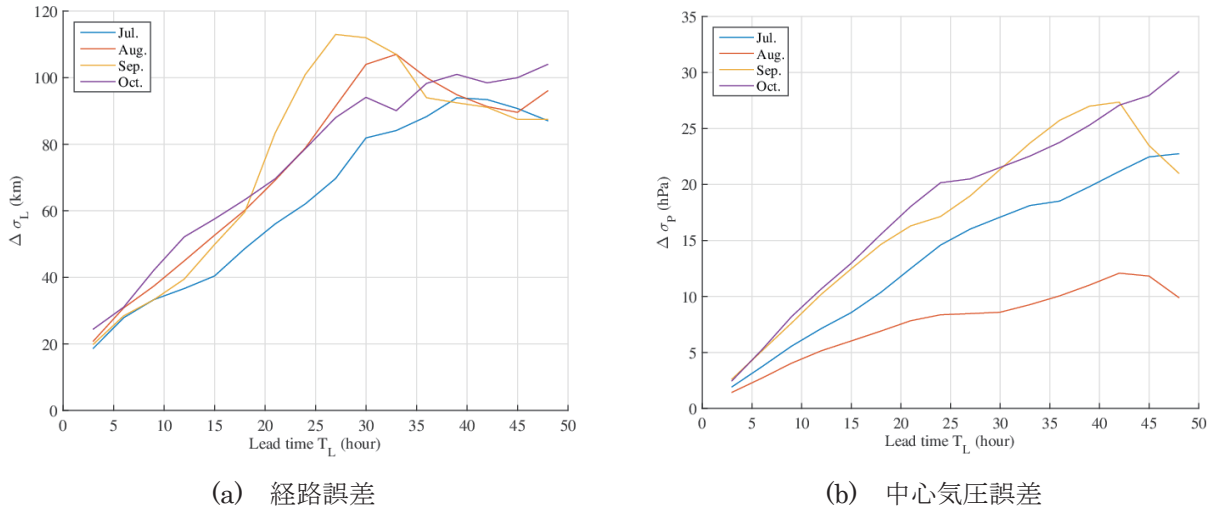 120
100
80
60
40
20
0
Δ σL (km)
Jul.
Aug.
Sep.
Oct.
0 5 10 15 20 25 30 35 40 45 50
Lead time TL (hour)
(a) 経路誤差
35
30
25
20
15
10
5
0
Δ σP (hPa)
Jul.
Aug.
Sep.
Oct.
0 5 10 15 20 25 30 35 40 45 50
Lead time TL (hour)
(b) 中心気圧誤差